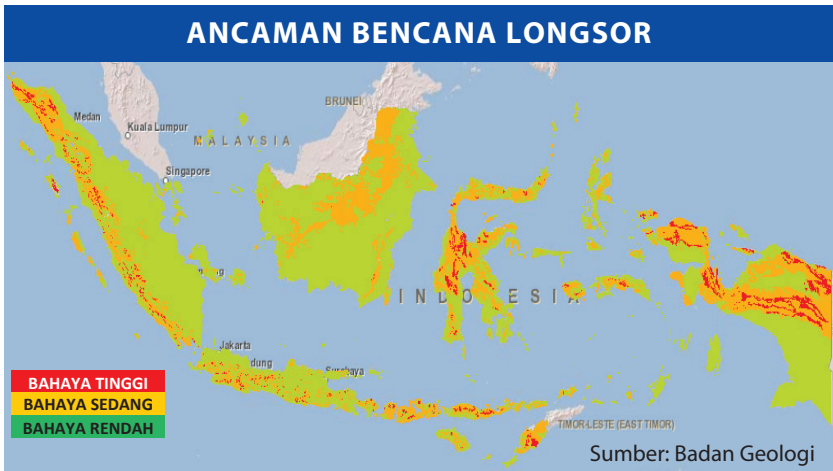 ANCAMAN BENCANA LONGSOR
BRUNEI
Medan
Kuala Lumpur
MALAYSIA
Singapore
INDONESIA
Jakarta
dung
Surabaya
BAHAYA TINGGI
BAHAYA SEDANG
BAHAYA RENDAH
TIMOR-LESTE (EAST TIMOR)
Sumber: Badan Geologi